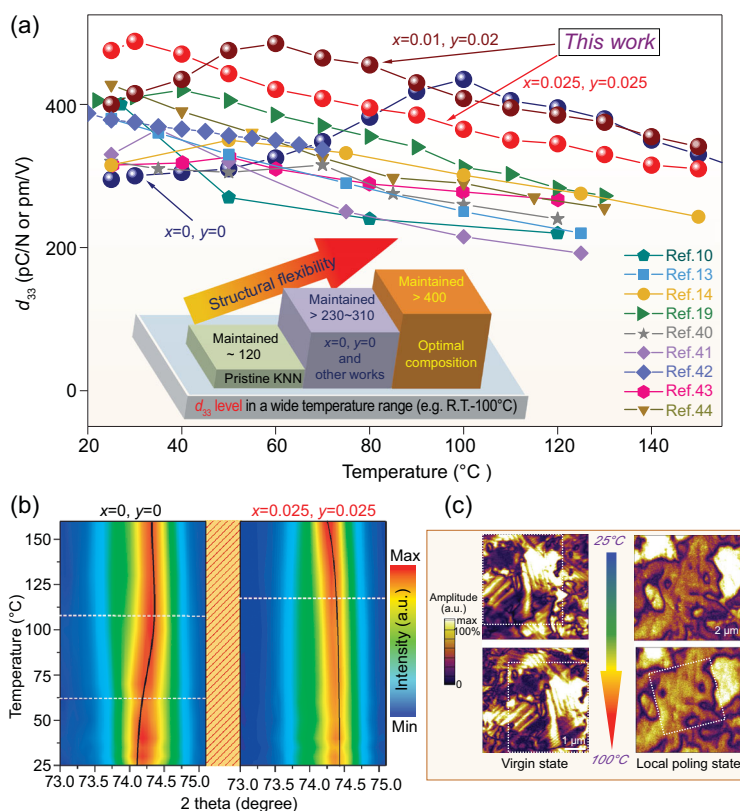 (a)
d33 (pC/N or pm/V)
400
200
0
x=0.01, y=0.02
This work
x=0.025, y=0.025
x=0, y=0
Ref.10
Ref.13
Ref.14
Ref.19
Ref.40
Ref.41
Ref.42
Ref.43
Ref.44
Structural flexibility
Maintained
~ 120
Pristine KNN
Maintained
> 230~310
x=0, y=0
and
other works
Maintained
> 400
Optimal
composition
d33 level in a wide temperature range (e.g. R.T.-100°C)
20 40 60 80 100 120 140
Temperature (°C )
(b)
x=0, y=0
x=0.025, y=0.025
Temperature (°C)
150
125
100
75
50
25
73.0 73.5 74.0 74.5 75.0
73.0 73.5 74.0 74.5 75.0
2 theta (degree)
Max
Intensity (a.u.)
Min
(c)
Amplitude
(a.u.)
max
100%
0
25°C
100°C
2 μm
1 μm
Virgin state
Local poling state